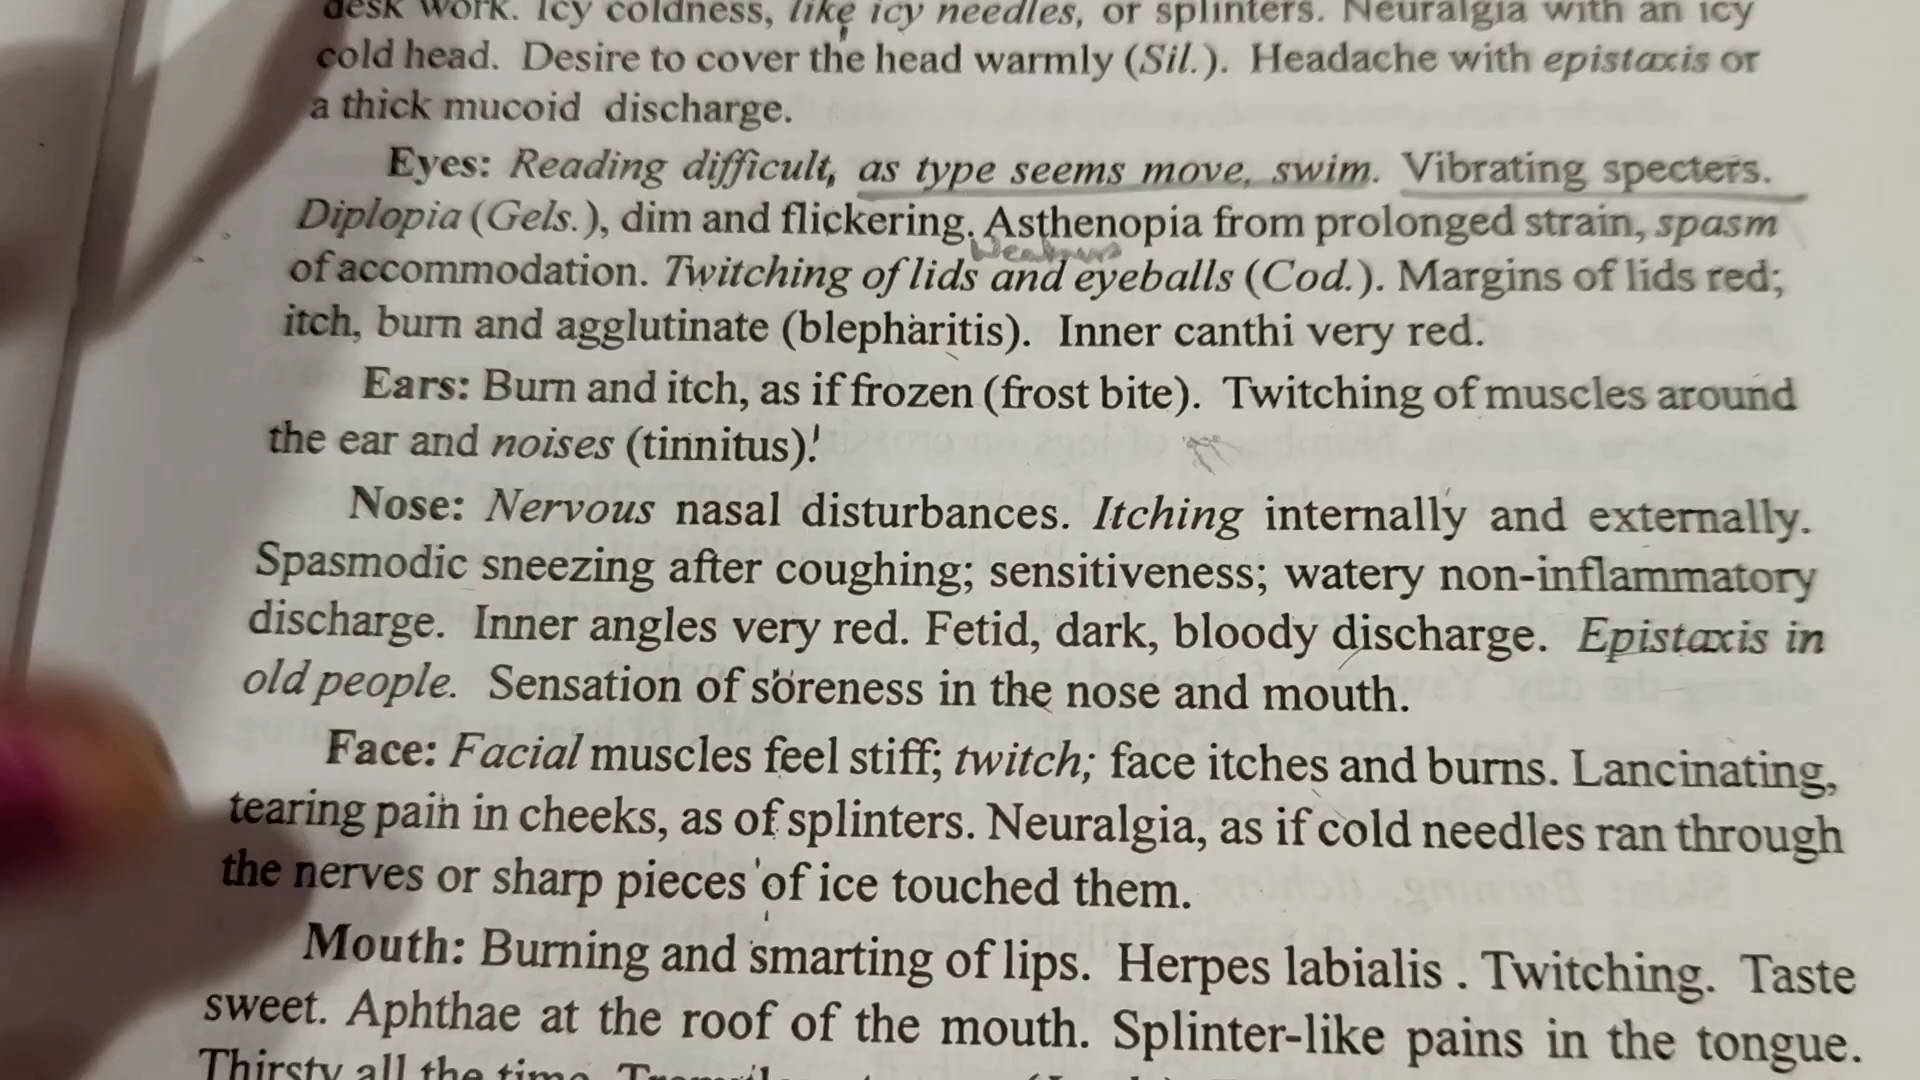 desk work. Icy coldness, like icy needles, or splinters. Neuralgia with an icy
cold head. Desire to cover the head warmly (Sil.). Headache with epistaxis or
a thick mucoid discharge.
Eyes: Reading difficult, as type seems move, swim. Vibrating specters.
Diplopia (Gels.), dim and flickering. Asthenopia from prolonged strain, spasm
Weakness
of accommodation. Twitching of lids and eyeballs (Cod.). Margins of lids red;
itch, burn and agglutinate (blepharitis). Inner canthi very red.
Ears: Burn and itch, as if frozen (frost bite). Twitching of muscles around
the ear and noises (tinnitus).
Nose: Nervous nasal disturbances. Itching internally and externally.
Spasmodic sneezing after coughing; sensitiveness; watery non-inflammatory
discharge. Inner angles very red. Fetid, dark, bloody discharge. Epistaxis in
old people. Sensation of soreness in the nose and mouth.
Face: Facial muscles feel stiff; twitch; face itches and burns. Lancinating,
tearing pain in cheeks, as of splinters. Neuralgia, as if cold needles ran through
the nerves or sharp pieces of ice touched them.
Mouth: Burning and smarting of lips. Herpes labialis . Twitching. Taste
sweet. Aphthae at the roof of the mouth. Splinter-like pains in the tongue.
Thirsty all the time.